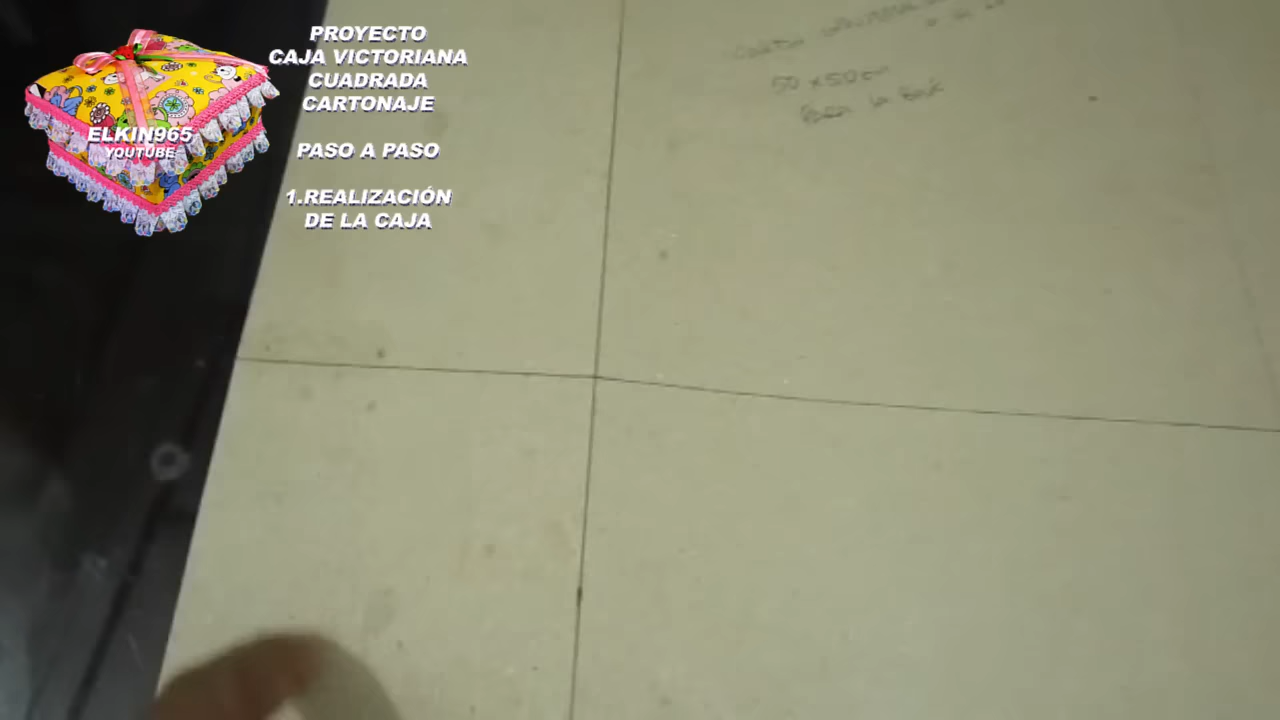 PROYECTO
CAJA VICTORIANA
CUADRADA
CARTONAJE
PASO A PASO
1.REALIZACIÓN
DE LA CAJA
ELKIN965
YOUTUBE
50 x 50 cm